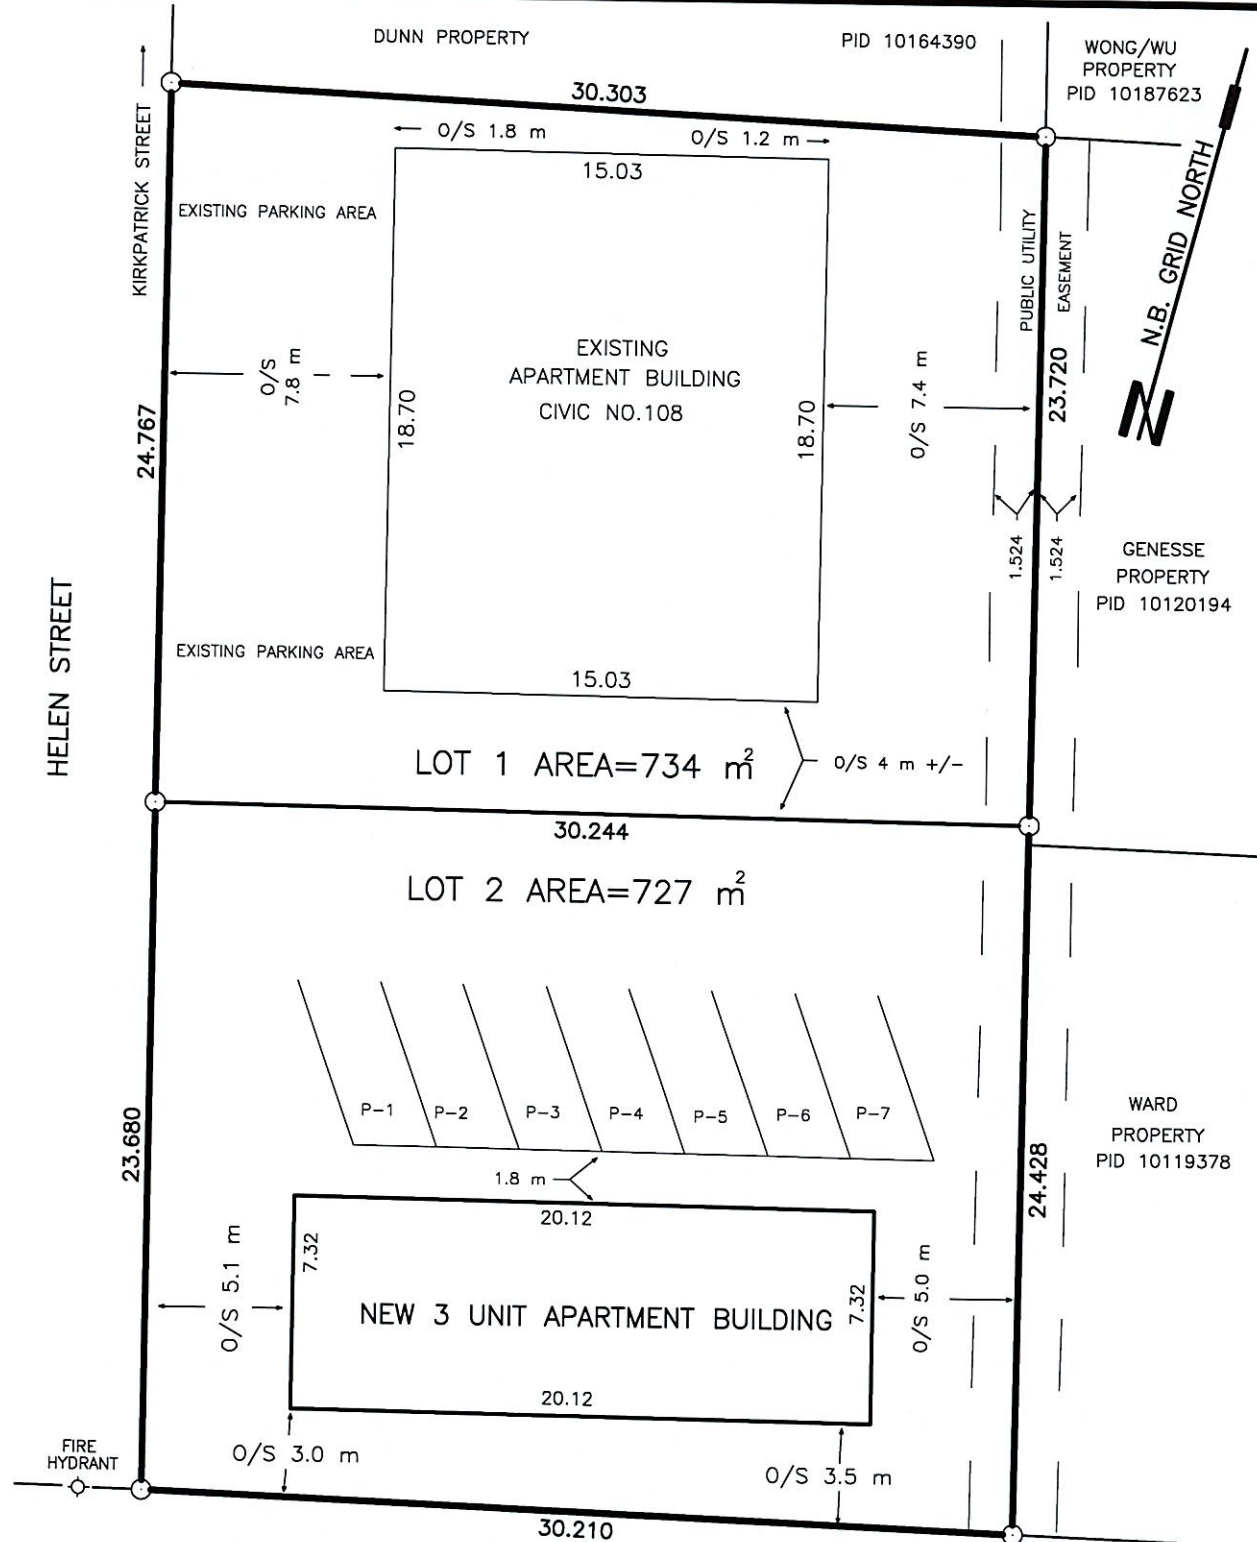 DUNN PROPERTY
PID 10164390
WONG/WU
PROPERTY
PID 10187623
30.303
KIRKPATRICK STREET
O/S 1.8 m
O/S 1.2 m
15.03
N.B. GRID NORTH
N
EXISTING PARKING AREA
PUBLIC UTILITY
EASEMENT
EXISTING
APARTMENT BUILDING
CIVIC NO.108
O/S
7.8 m
O/S 7.4 m
23.720
24.767
18.70
18.70
1.524
1.524
GENESSE
PROPERTY
PID 10120194
HELEN STREET
EXISTING PARKING AREA
15.03
LOT 1 AREA=734 m²
O/S 4 m +/-
30.244
LOT 2 AREA=727 m²
P-1
P-2
P-3
P-4
P-5
P-6
P-7
WARD
PROPERTY
PID 10119378
23.680
24.428
1.8 m
20.12
7.32
7.32
O/S 5.1 m
O/S 5.0 m
NEW 3 UNIT APARTMENT BUILDING
20.12
FIRE
HYDRANT
O/S 3.0 m
O/S 3.5 m
30.210